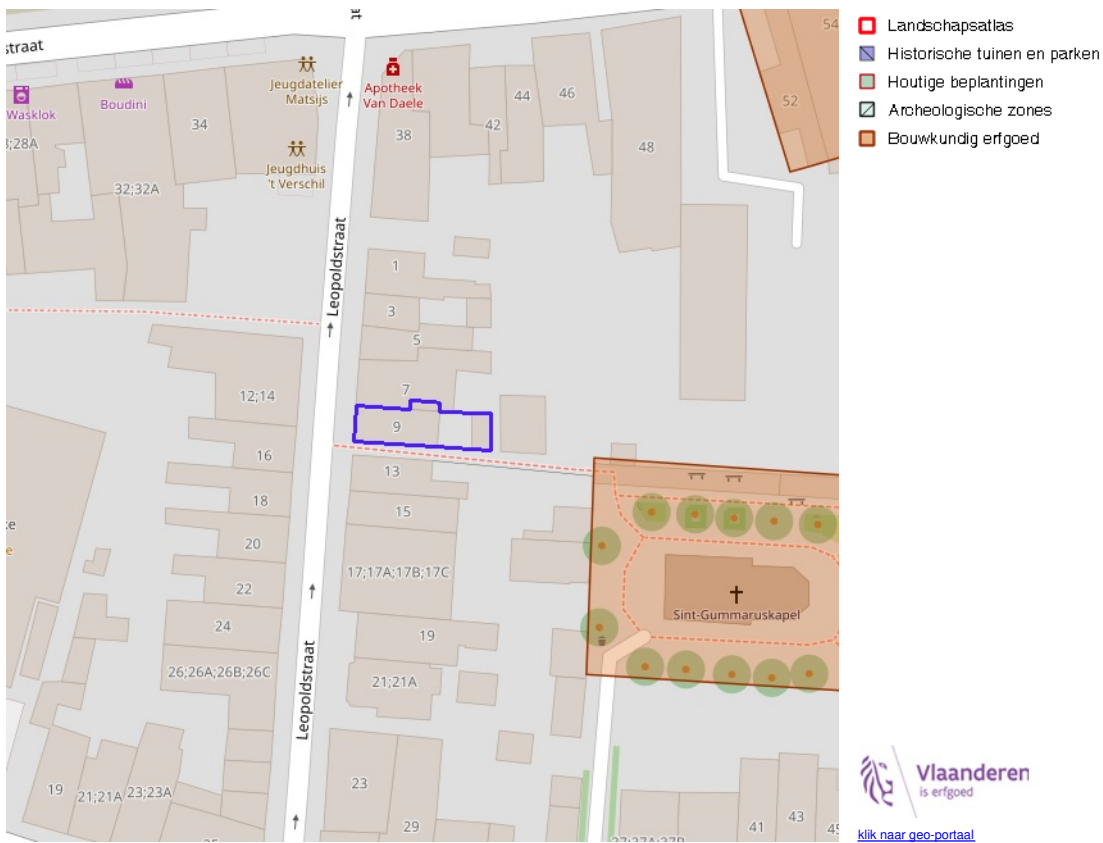 straat
at
Wasklok
Boudini
Jeugdatelier
Matsijs
Apotheek
Van Daele
Jeugdhuis
't Verschil
28A
34
32;32A
38
42
44
46
48
52
54
Leopoldstraat
1
3
5
7
9
12;14
16
18
20
22
24
26;26A;26B;26C
13
15
17;17A;17B;17C
19
21;21A
23
29
Leopoldstraat
Sint-Gummaruskapel
19
21;21A
23;23A
41
43
Landschapsatlas
Historische tuinen en parken
Houtige beplantingen
Archeologische zones
Bouwkundig erfgoed
Vlaanderen
is erfgoed
klik naar geo-portaal